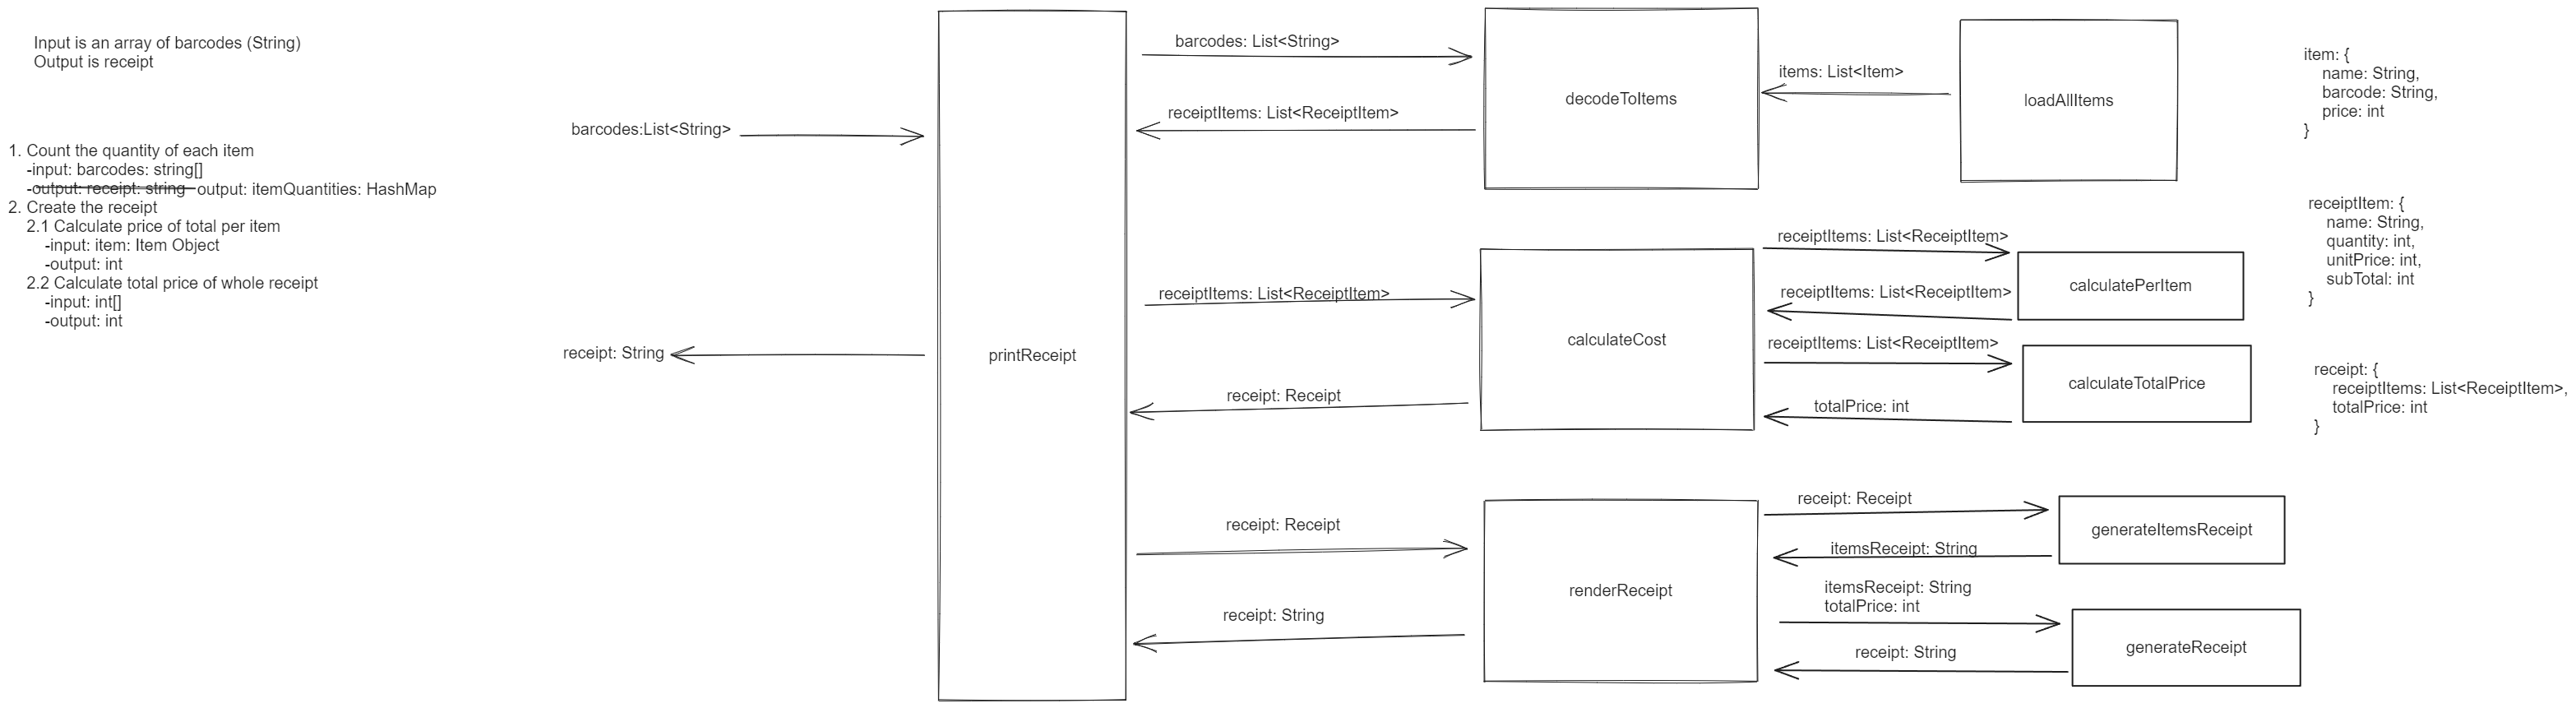 Input is an array of barcodes (String)
Output is receipt
1. Count the quantity of each item
-input: barcodes: string[]
-output: receipt: string output: itemQuantities: HashMap
2. Create the receipt
2.1 Calculate price of total per item
-input: item: Item Object
-output: int
2.2 Calculate total price of whole receipt
-input: int[]
-output: int
barcodes:List<String>
receipt: String
printReceipt
barcodes: List<String>
receiptItems: List<ReceiptItem>
decodeToItems
items: List<Item>
loadAllItems
receiptItems: List<ReceiptItem>
receipt: Receipt
calculateCost
receiptItems: List<ReceiptItem>
receiptItems: List<ReceiptItem>
calculatePerItem
receiptItems: List<ReceiptItem>
totalPrice: int
calculateTotalPrice
receipt: Receipt
receipt: String
renderReceipt
receipt: Receipt
itemsReceipt: String
generateItemsReceipt
itemsReceipt: String
totalPrice: int
receipt: String
generateReceipt
item: {
name: String,
barcode: String,
price: int
}
receiptItem: {
name: String,
quantity: int,
unitPrice: int,
subTotal: int
}
receipt: {
receiptItems: List<ReceiptItem>,
totalPrice: int
}